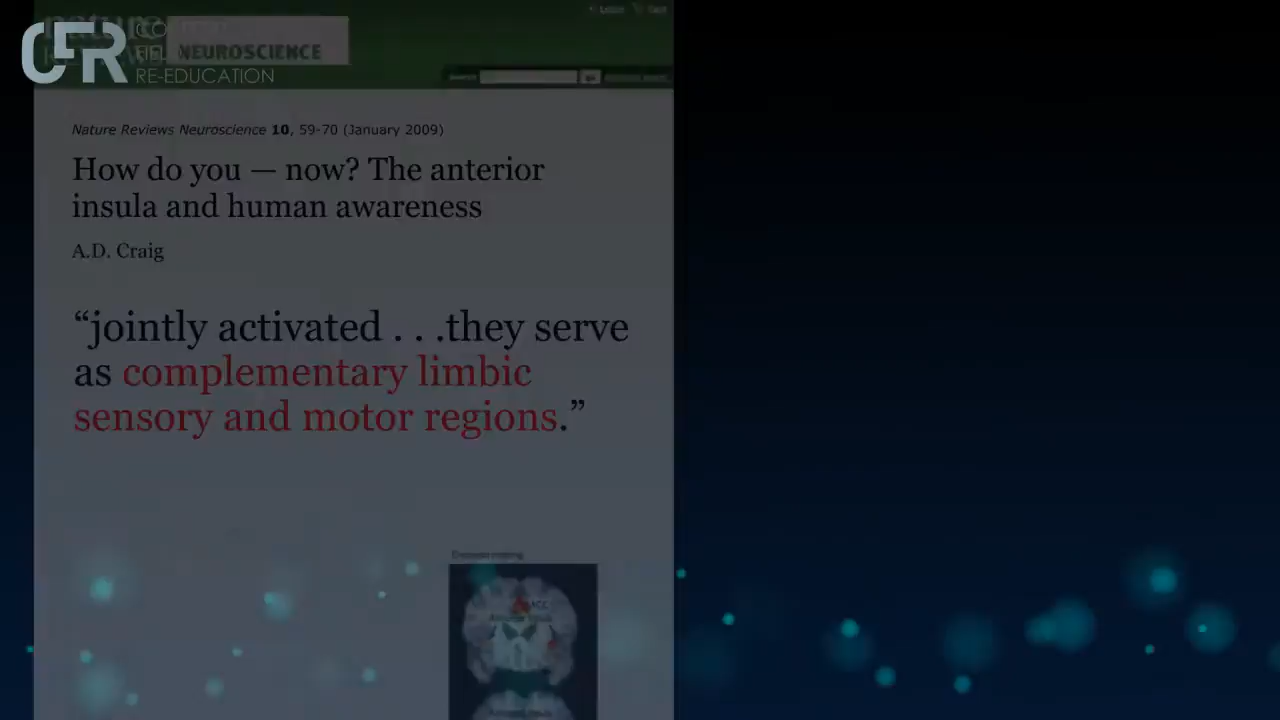 NEUROSCIENCE
RE-EDUCATION
Nature Reviews Neuroscience 10, 59-70 (January 2009)
How do you — now? The anterior
insula and human awareness
A.D. Craig
“jointly activated . . .they serve
as complementary limbic
sensory and motor regions.”
ACC